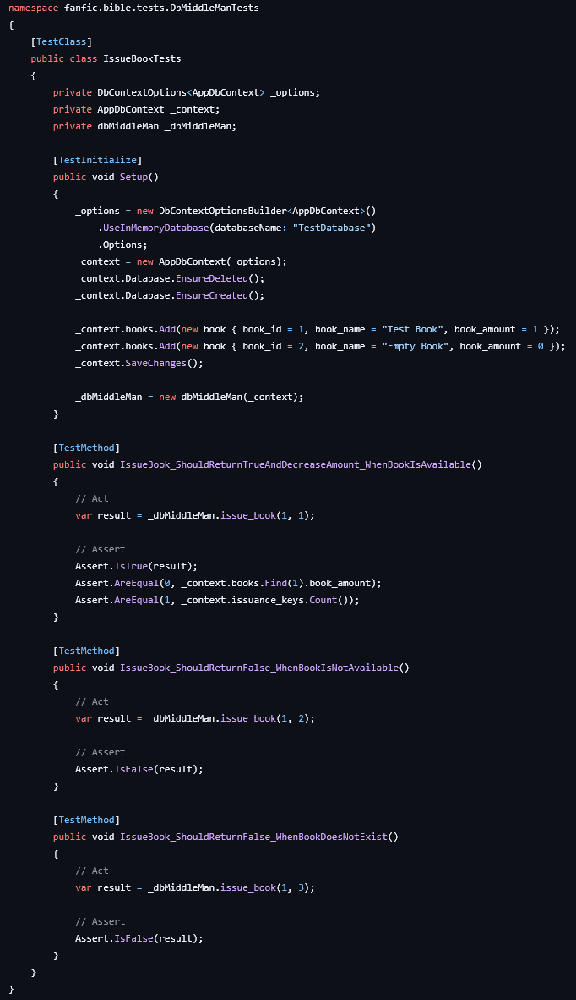 namespace fanfic.bible.tests.DbMiddleManTests
{
    [TestClass]
    public class IssueBookTests
    {
        private DbContextOptions<AppDbContext> _options;
        private AppDbContext _context;
        private dbMiddleMan _dbMiddleMan;

        [TestInitialize]
        public void Setup()
        {
            _options = new DbContextOptionsBuilder<AppDbContext>()
                .UseInMemoryDatabase(databaseName: "TestDatabase")
                .Options;
            _context = new AppDbContext(_options);
            _context.Database.EnsureDeleted();
            _context.Database.EnsureCreated();

            _context.books.Add(new book { book_id = 1, book_name = "Test Book", book_amount = 1 });
            _context.books.Add(new book { book_id = 2, book_name = "Empty Book", book_amount = 0 });
            _context.SaveChanges();

            _dbMiddleMan = new dbMiddleMan(_context);
        }

        [TestMethod]
        public void IssueBook_ShouldReturnTrueAndDecreaseAmount_WhenBookIsAvailable()
        {
            // Act
            var result = _dbMiddleMan.issue_book(1, 1);

            // Assert
            Assert.IsTrue(result);
            Assert.AreEqual(0, _context.books.Find(1).book_amount);
            Assert.AreEqual(1, _context.issuance_keys.Count());
        }

        [TestMethod]
        public void IssueBook_ShouldReturnFalse_WhenBookIsNotAvailable()
        {
            // Act
            var result = _dbMiddleMan.issue_book(1, 2);

            // Assert
            Assert.IsFalse(result);
        }

        [TestMethod]
        public void IssueBook_ShouldReturnFalse_WhenBookDoesNotExist()
        {
            // Act
            var result = _dbMiddleMan.issue_book(1, 3);

            // Assert
            Assert.IsFalse(result);
        }
    }
}